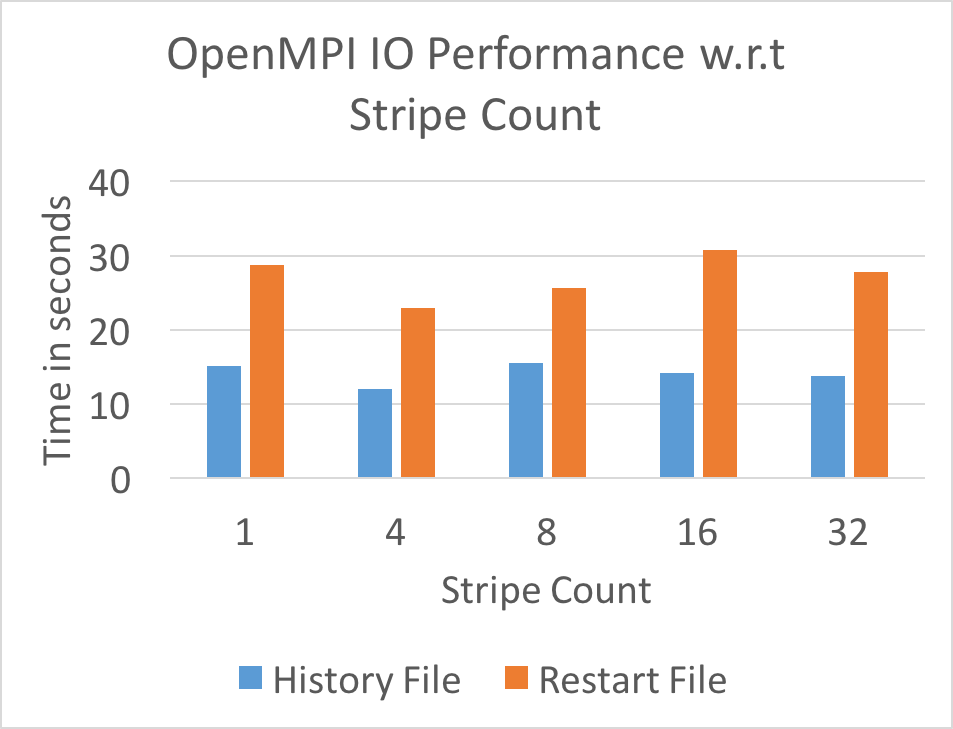 OpenMPI IO Performance w.r.t
Stripe Count
Time in seconds
40
30
20
10
0
1 4 8 16 32
Stripe Count
History File Restart File